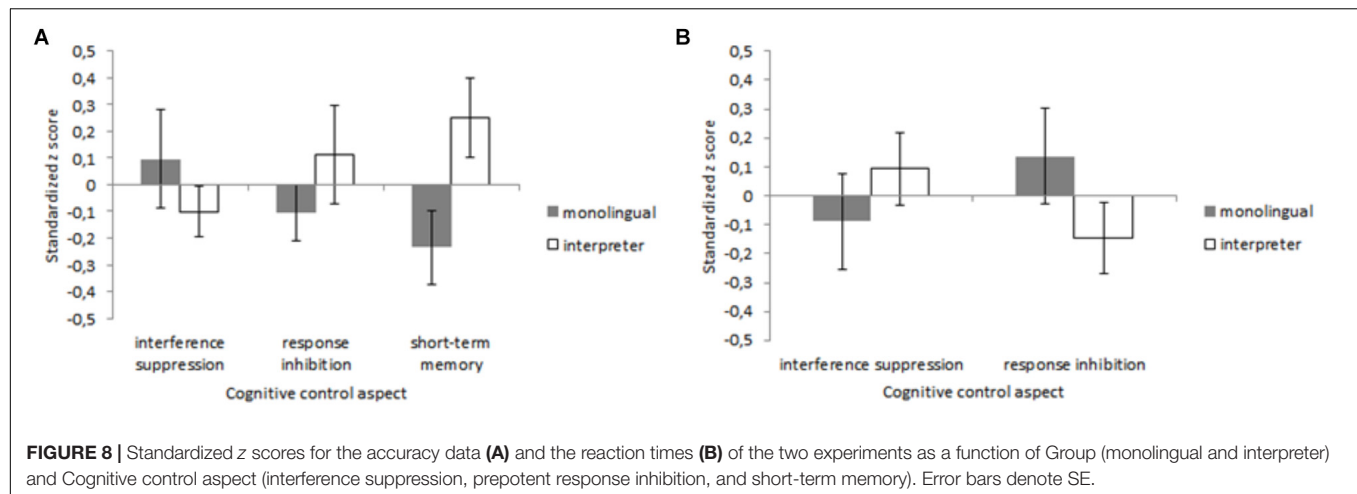 A
0,5
0,4
0,3
0,2
0,1
0
-0,1
-0,2
-0,3
-0,4
-0,5
Standardized z score
interference suppression
response inhibition
short-term memory
Cognitive control aspect
monolingual
interpreter
B
0,5
0,4
0,3
0,2
0,1
0
-0,1
-0,2
-0,3
-0,4
-0,5
Standardized z score
interference suppression
response inhibition
Cognitive control aspect
monolingual
interpreter
FIGURE 8 | Standardized z scores for the accuracy data (A) and the reaction times (B) of the two experiments as a function of Group (monolingual and interpreter)
and Cognitive control aspect (interference suppression, prepotent response inhibition, and short-term memory). Error bars denote SE.